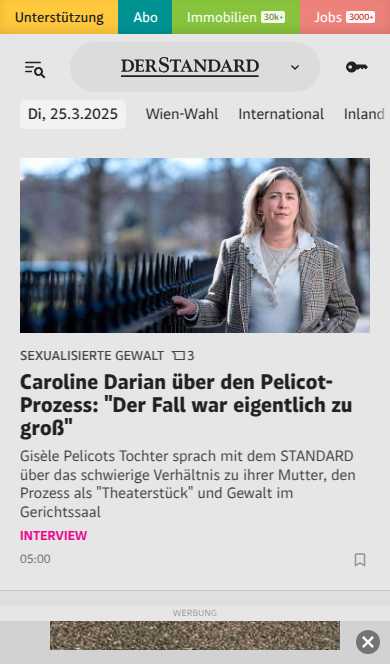 Unterstützung Abo Immobilien 30k+ Jobs 3000+
DERSTANDARD
Di, 25.3.2025 Wien-Wahl International Inland
SEXUALISIERTE GEWALT 3
Caroline Darian über den Pelicot-
Prozess: "Der Fall war eigentlich zu
groß"
Gisèle Pelicots Tochter sprach mit dem STANDARD
über das schwierige Verhältnis zu ihrer Mutter, den
Prozess als "Theaterstück" und Gewalt im
Gerichtssaal
INTERVIEW
05:00
WERBUNG